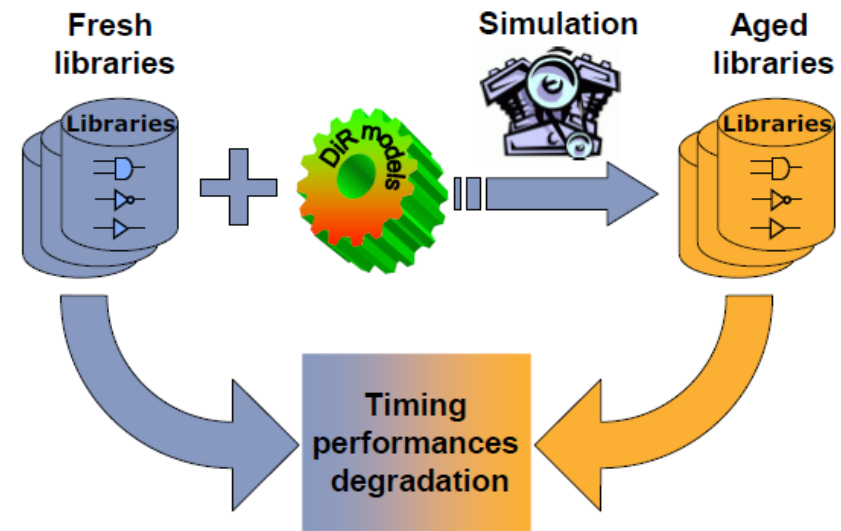 Fresh
libraries
Simulation
Aged
libraries
Libraries
DiR models
Libraries
Timing
performances
degradation